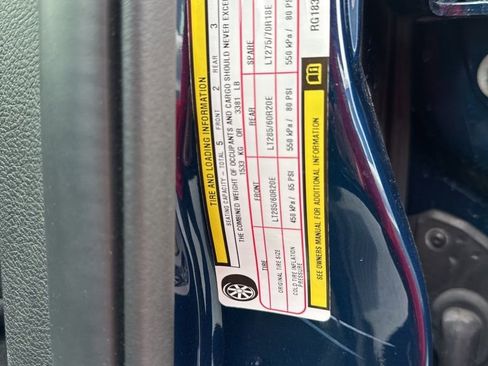 TIRE AND LOADING INFORMATION
SEATING CAPACITY - TOTAL 5 FRONT 2 REAR 3
THE COMBINED WEIGHT OF OCCUPANTS AND CARGO SHOULD NEVER EXCEE
1533 KG OR 3381 LB
TIRE FRONT REAR SPARE
ORIGINAL TIRE SIZE LT285/60R20E LT285/60R20E LT275/70R18E
COLD TIRE INFLATION PRESSURE 450 kPa/ 65 PSI 550 kPa/ 80 PSI 550 kPa/ 80 PSI
SEE OWNERS MANUAL FOR ADDITIONAL INFORMATION
RG183